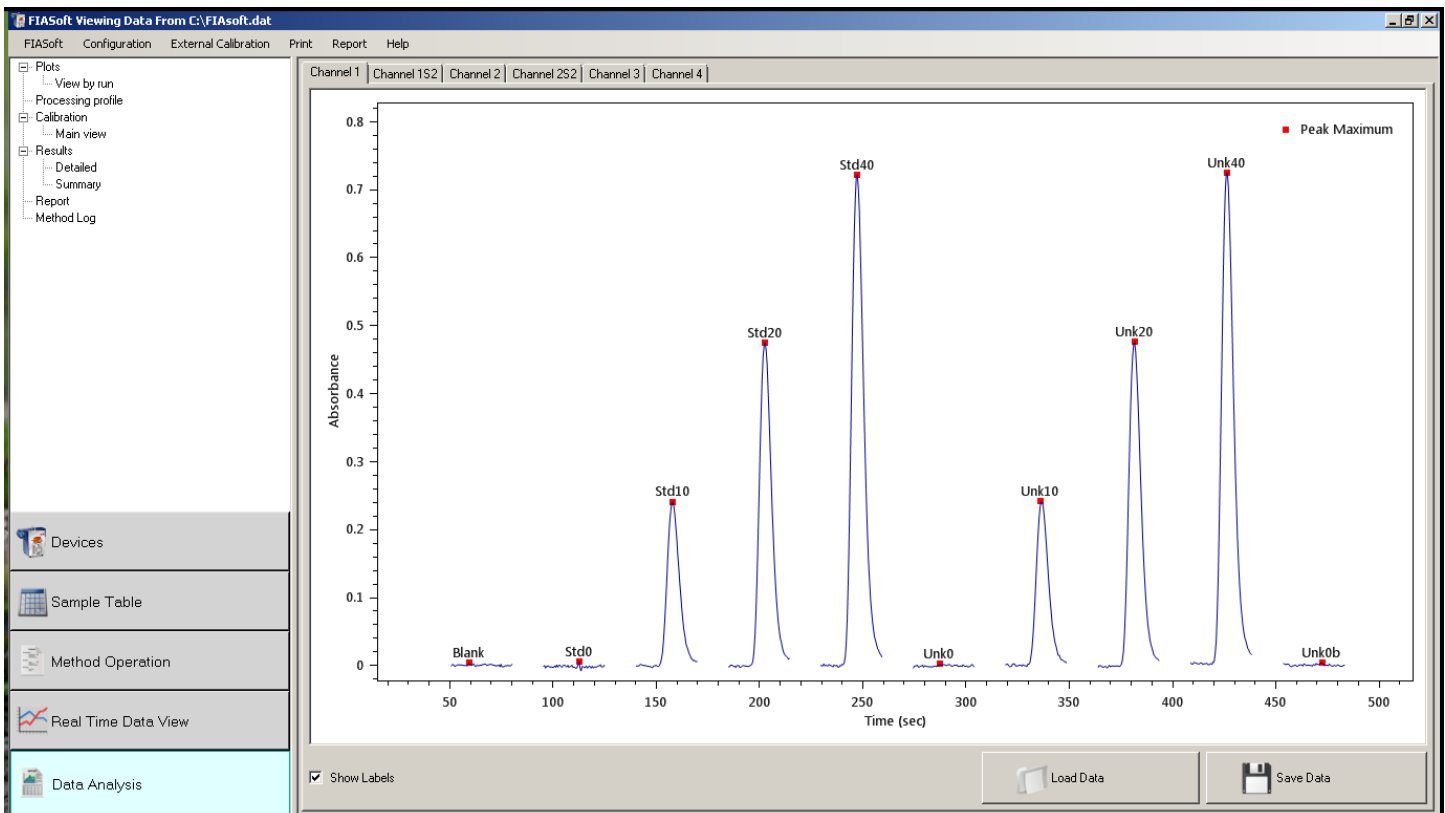 FIASoft Viewing Data From C:\FIAsoft.dat
FIASoft Configuration External Calibration Print Report Help
Plots
View by run
Processing profile
Calibration
Main view
Results
Detailed
Summary
Report
Method Log
Devices
Sample Table
Method Operation
Real Time Data View
Data Analysis
Channel 1 Channel 1S2 Channel 2 Channel 2S2 Channel 3 Channel 4
Peak Maximum
Absorbance
0.8
0.7
0.6
0.5
0.4
0.3
0.2
0.1
0
Blank
Std0
Std10
Std20
Std40
Unk0
Unk10
Unk20
Unk40
Unk0b
50 100 150 200 250 300 350 400 450 500
Time (sec)
Show Labels
Load Data
Save Data